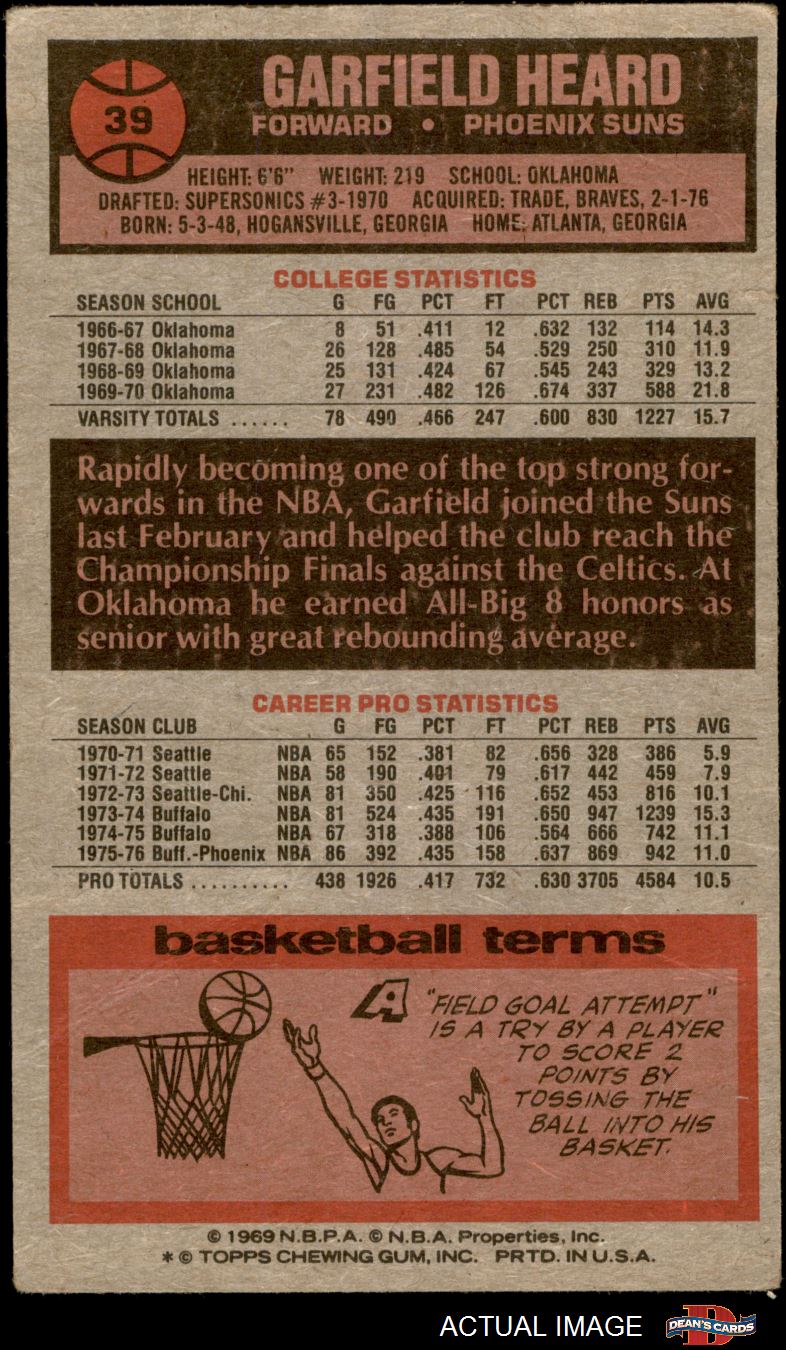 39
GARFIELD HEARD
FORWARD • PHOENIX SUNS
HEIGHT: 6'6" WEIGHT: 219 SCHOOL: OKLAHOMA
DRAFTED: SUPERSONICS #3-1970 ACQUIRED: TRADE, BRAVES, 2-1-76
BORN: 5-3-48, HOGANSVILLE, GEORGIA HOME: ATLANTA, GEORGIA
COLLEGE STATISTICS
SEASON SCHOOL G FG PCT FT PCT REB PTS AVG
1966-67 Oklahoma 8 51 .411 12 .632 132 114 14.3
1967-68 Oklahoma 26 128 .485 54 .529 250 310 11.9
1968-69 Oklahoma 25 131 .424 67 .545 243 329 13.2
1969-70 Oklahoma 27 231 .482 126 .674 337 588 21.8
VARSITY TOTALS ...... 78 490 .466 247 .600 830 1227 15.7
Rapidly becoming one of the top strong for-
wards in the NBA, Garfield joined the Suns
last February and helped the club reach the
Championship Finals against the Celtics. At
Oklahoma he earned All-Big 8 honors as
senior with great rebounding average.
CAREER PRO STATISTICS
SEASON CLUB G FG PCT FT PCT REB PTS AVG
1970-71 Seattle NBA 65 152 .381 82 .656 328 386 5.9
1971-72 Seattle NBA 58 190 .401 79 .617 442 459 7.9
1972-73 Seattle-Chi. NBA 81 350 .425 116 .652 453 816 10.1
1973-74 Buffalo NBA 81 524 .435 191 .650 947 1239 15.3
1974-75 Buffalo NBA 67 318 .388 106 .564 666 742 11.1
1975-76 Buff.-Phoenix NBA 86 392 .435 158 .637 869 942 11.0
PRO TOTALS .......... 438 1926 .417 732 .630 3705 4584 10.5
basketball terms
A "FIELD GOAL ATTEMPT"
IS A TRY BY A PLAYER
TO SCORE 2
POINTS BY
TOSSING THE
BALL INTO HIS
BASKET.
© 1969 N.B.P.A. © N.B.A. Properties, Inc.
* © TOPPS CHEWING GUM, INC. PRTD. IN U.S.A.
ACTUAL IMAGE
D
DEAN'S CARDS